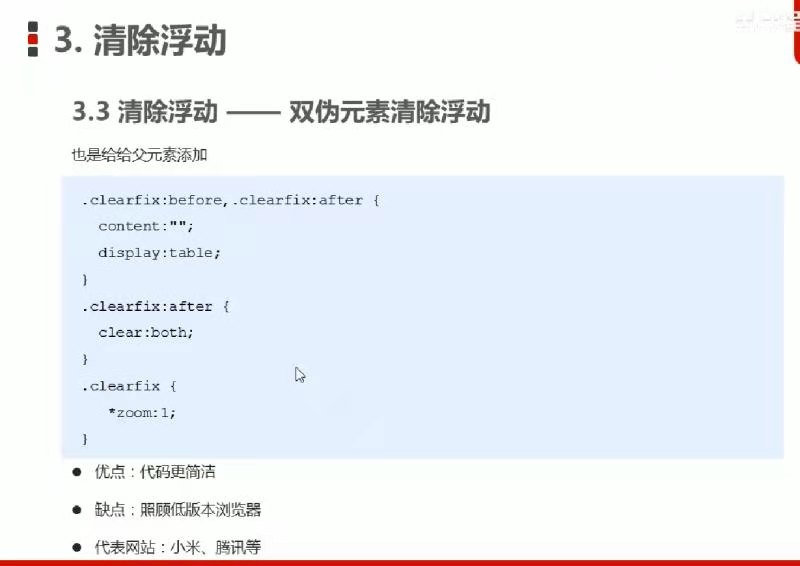 3. 清除浮动
3.3 清除浮动 —— 双伪元素清除浮动
也是给给父元素添加
.clearfix:before,.clearfix:after {
content:"";
display:table;
}
.clearfix:after {
clear:both;
}
.clearfix {
*zoom:1;
}
● 优点：代码更简洁
● 缺点：照顾低版本浏览器
● 代表网站：小米、腾讯等